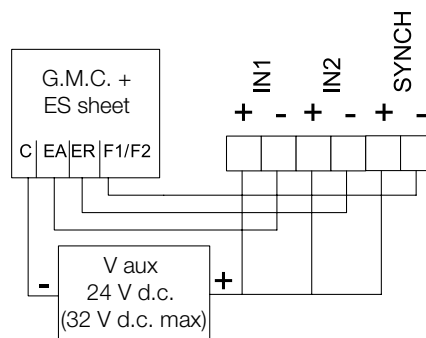 G.M.C. +
ES sheet
C EA ER F1/F2
IN1 IN2 SYNCH
+ - + - + -
- V aux +
24 V d.c.
(32 V d.c. max)